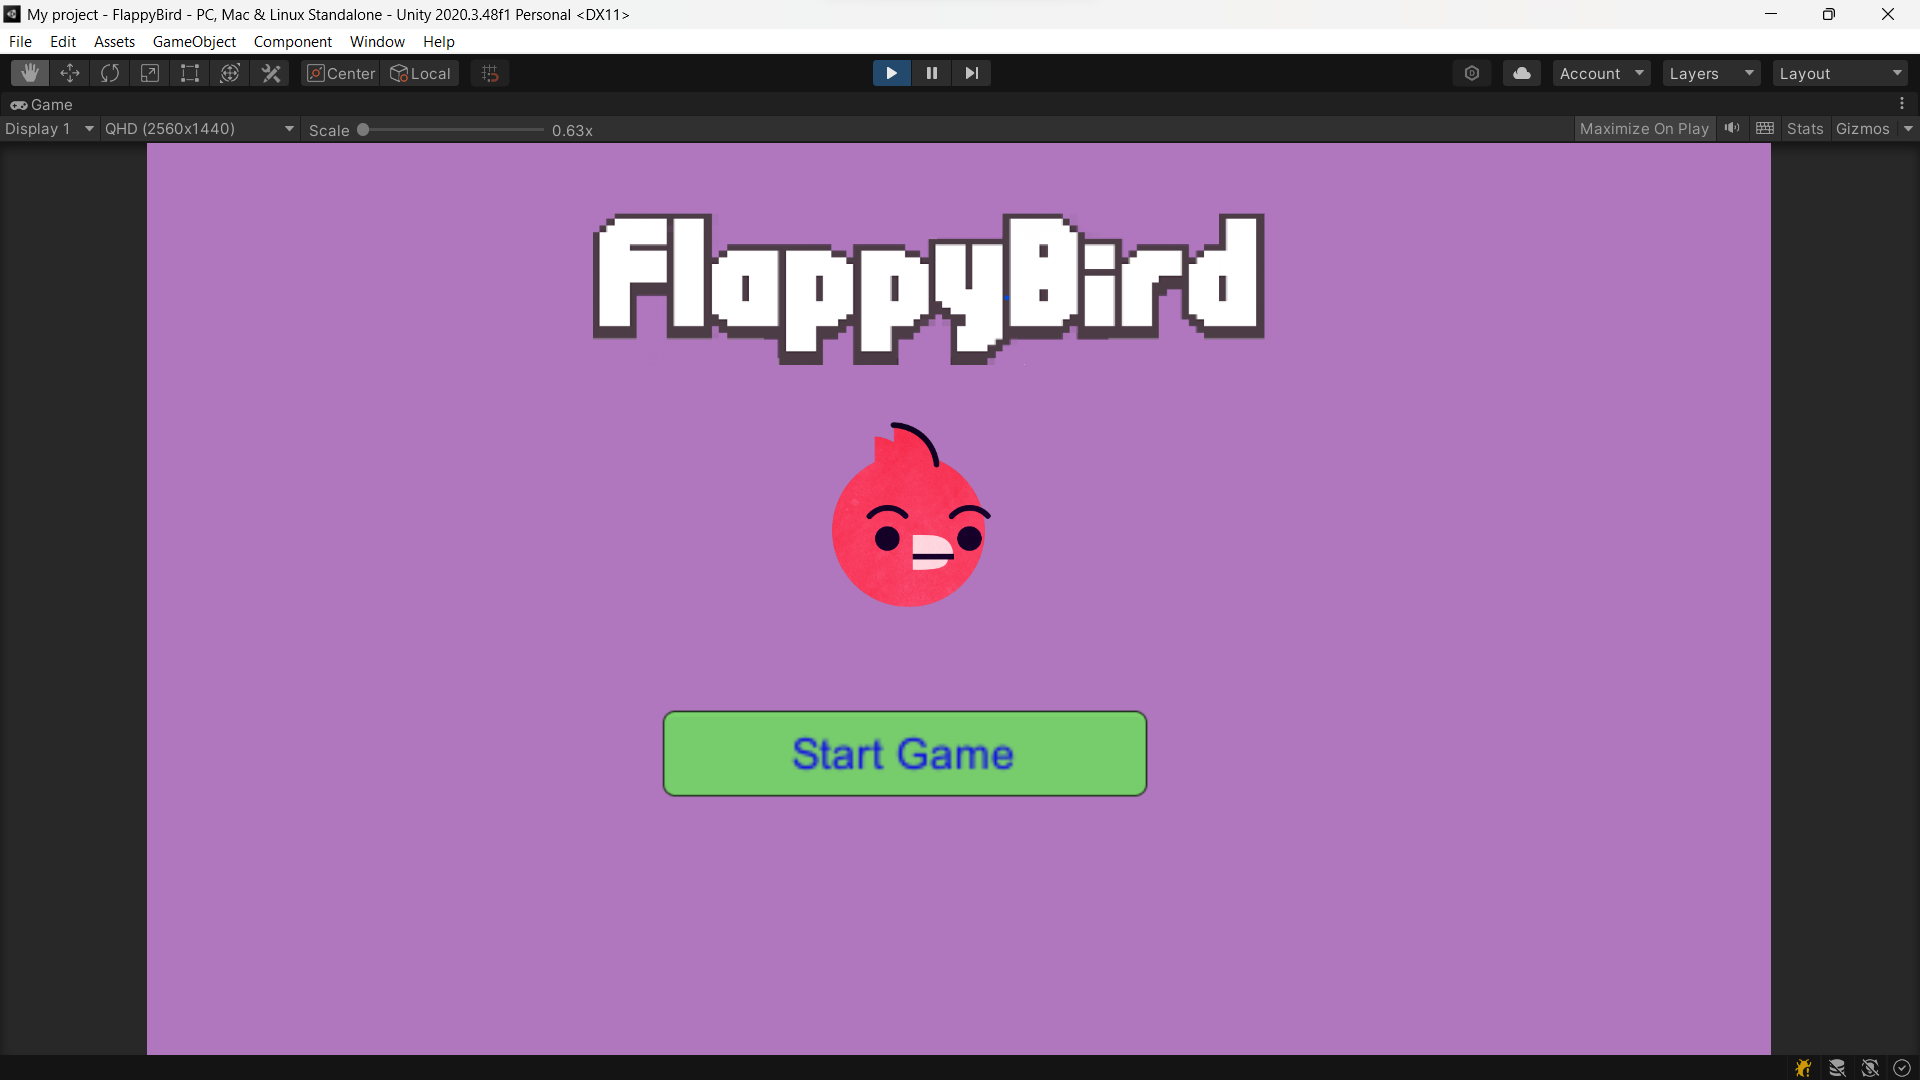 My project - FlappyBird - PC, Mac & Linux Standalone - Unity 2020.3.48f1 Personal <DX11>
File Edit Assets GameObject Component Window Help
Center Local Account Layers Layout
Game
Display 1 QHD (2560x1440) Scale 0.63x Maximize On Play Stats Gizmos
FlappyBird
Start Game